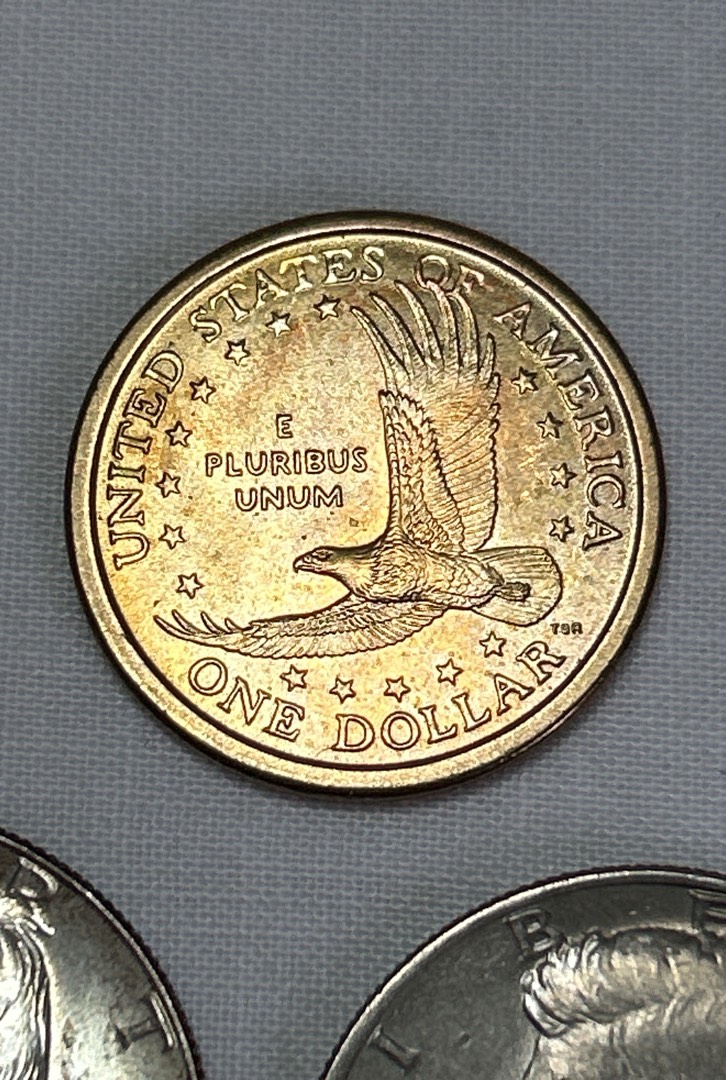 UNITED STATES OF AMERICA
E
PLURIBUS
UNUM
TDR
ONE DOLLAR